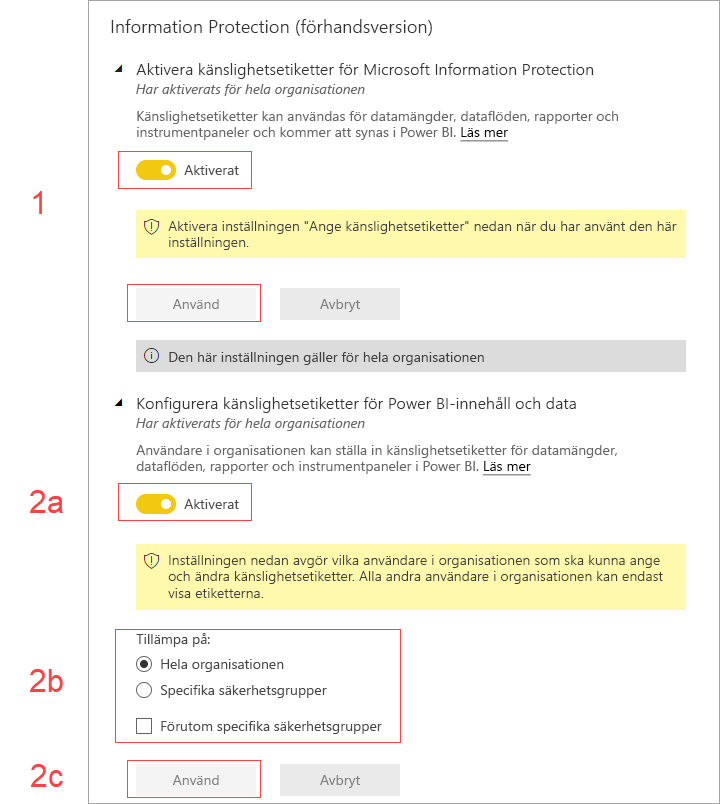 Information Protection (förhandsversion)
Aktivera känslighetsetiketter för Microsoft Information Protection
Har aktiverats för hela organisationen
Känslighetsetiketter kan användas för datamängder, dataflöden, rapporter och
instrumentpaneler och kommer att synas i Power BI. Läs mer
Aktiverat
1
Aktivera inställningen "Ange känslighetsetiketter" nedan när du har använt den här
inställningen.
Använd Avbryt
Den här inställningen gäller för hela organisationen
Konfigurera känslighetsetiketter för Power BI-innehåll och data
Har aktiverats för hela organisationen
Användare i organisationen kan ställa in känslighetsetiketter för datamängder,
dataflöden, rapporter och instrumentpaneler i Power BI. Läs mer
2a Aktiverat
Inställningen nedan avgör vilka användare i organisationen som ska kunna ange
och ändra känslighetsetiketter. Alla andra användare i organisationen kan endast
visa etiketterna.
Tillämpa på:
Hela organisationen
2b
Specifika säkerhetsgrupper
Förutom specifika säkerhetsgrupper
2c Använd Avbryt